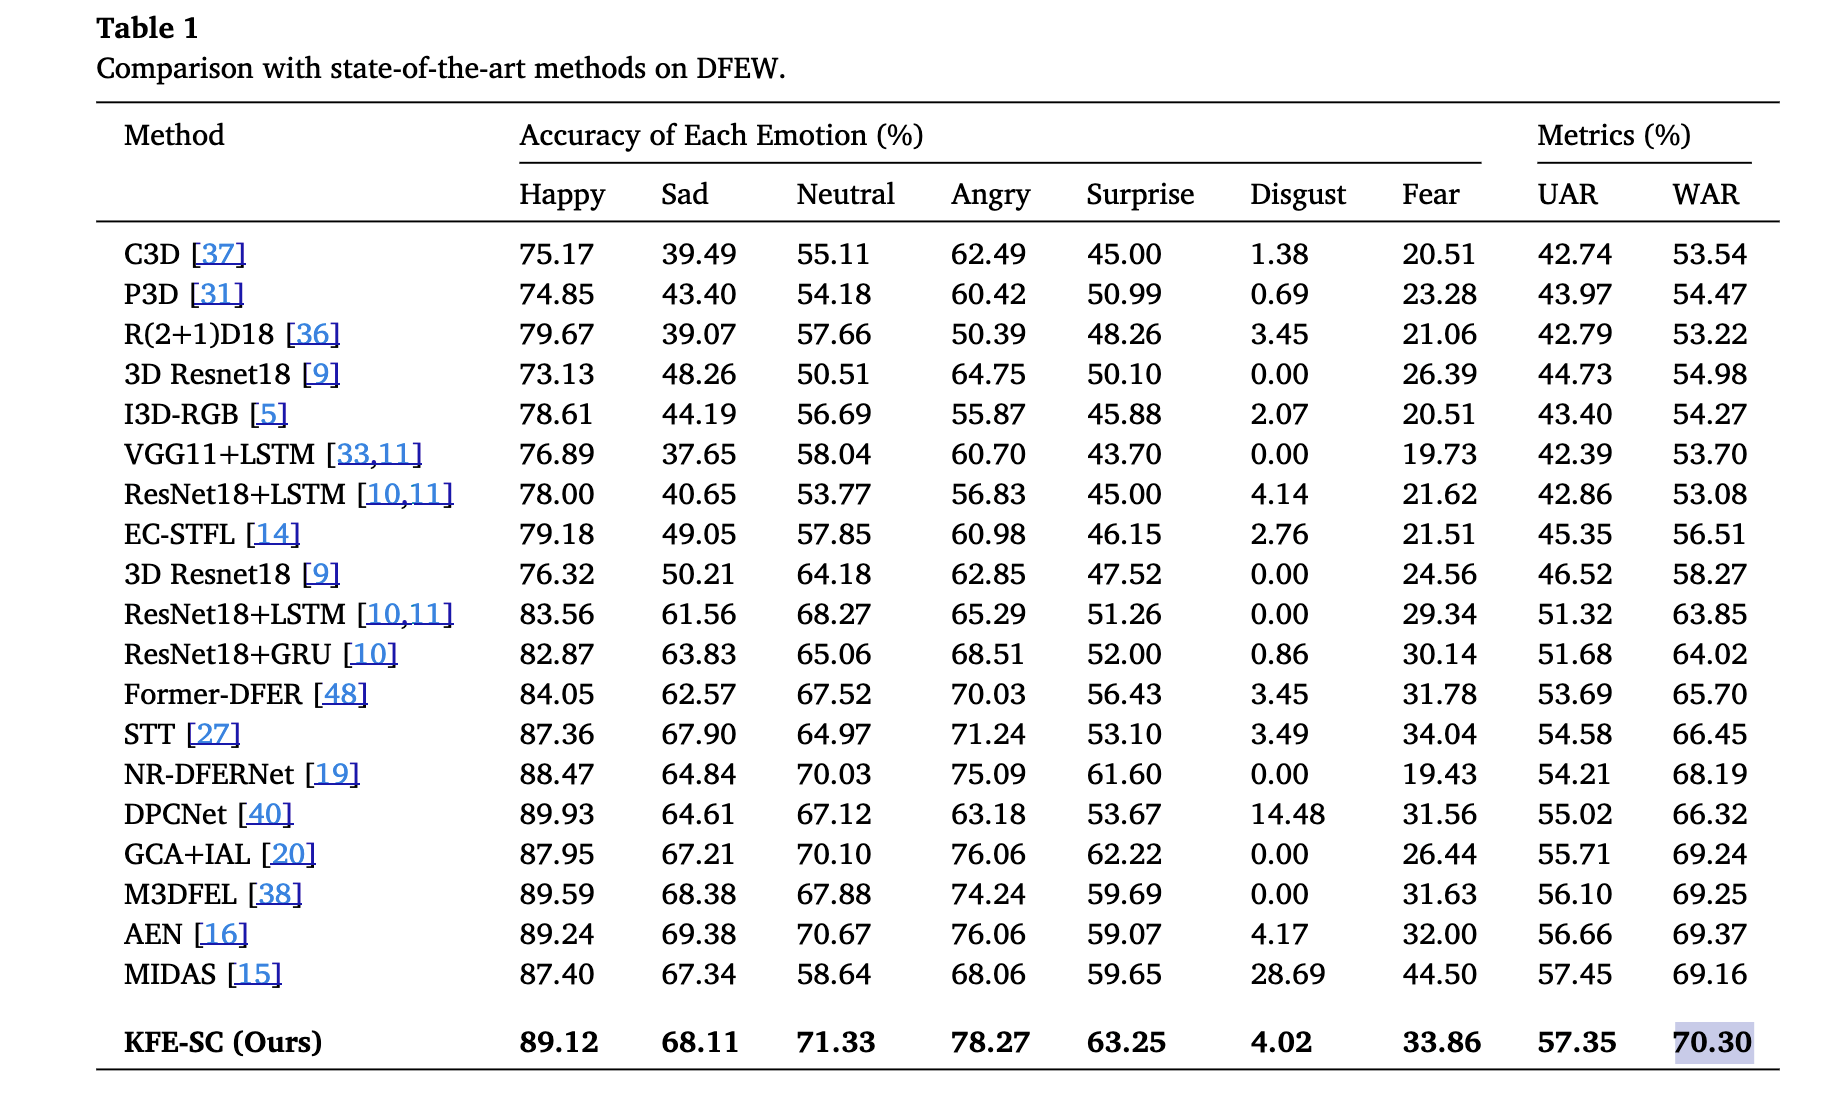 Table 1
Comparison with state-of-the-art methods on DFEW.
Method Accuracy of Each Emotion (%) Metrics (%)
Happy Sad Neutral Angry Surprise Disgust Fear UAR WAR
C3D [37] 75.17 39.49 55.11 62.49 45.00 1.38 20.51 42.74 53.54
P3D [31] 74.85 43.40 54.18 60.42 50.99 0.69 23.28 43.97 54.47
R(2+1)D18 [36] 79.67 39.07 57.66 50.39 48.26 3.45 21.06 42.79 53.22
3D Resnet18 [9] 73.13 48.26 50.51 64.75 50.10 0.00 26.39 44.73 54.98
I3D-RGB [5] 78.61 44.19 56.69 55.87 45.88 2.07 20.51 43.40 54.27
VGG11+LSTM [33,11] 76.89 37.65 58.04 60.70 43.70 0.00 19.73 42.39 53.70
ResNet18+LSTM [10,11] 78.00 40.65 53.77 56.83 45.00 4.14 21.62 42.86 53.08
EC-STFL [14] 79.18 49.05 57.85 60.98 46.15 2.76 21.51 45.35 56.51
3D Resnet18 [9] 76.32 50.21 64.18 62.85 47.52 0.00 24.56 46.52 58.27
ResNet18+LSTM [10,11] 83.56 61.56 68.27 65.29 51.26 0.00 29.34 51.32 63.85
ResNet18+GRU [10] 82.87 63.83 65.06 68.51 52.00 0.86 30.14 51.68 64.02
Former-DFER [48] 84.05 62.57 67.52 70.03 56.43 3.45 31.78 53.69 65.70
STT [27] 87.36 67.90 64.97 71.24 53.10 3.49 34.04 54.58 66.45
NR-DFERNet [19] 88.47 64.84 70.03 75.09 61.60 0.00 19.43 54.21 68.19
DPCNet [40] 89.93 64.61 67.12 63.18 53.67 14.48 31.56 55.02 66.32
GCA+IAL [20] 87.95 67.21 70.10 76.06 62.22 0.00 26.44 55.71 69.24
M3DFEL [38] 89.59 68.38 67.88 74.24 59.69 0.00 31.63 56.10 69.25
AEN [16] 89.24 69.38 70.67 76.06 59.07 4.17 32.00 56.66 69.37
MIDAS [15] 87.40 67.34 58.64 68.06 59.65 28.69 44.50 57.45 69.16
KFE-SC (Ours) 89.12 68.11 71.33 78.27 63.25 4.02 33.86 57.35 70.30